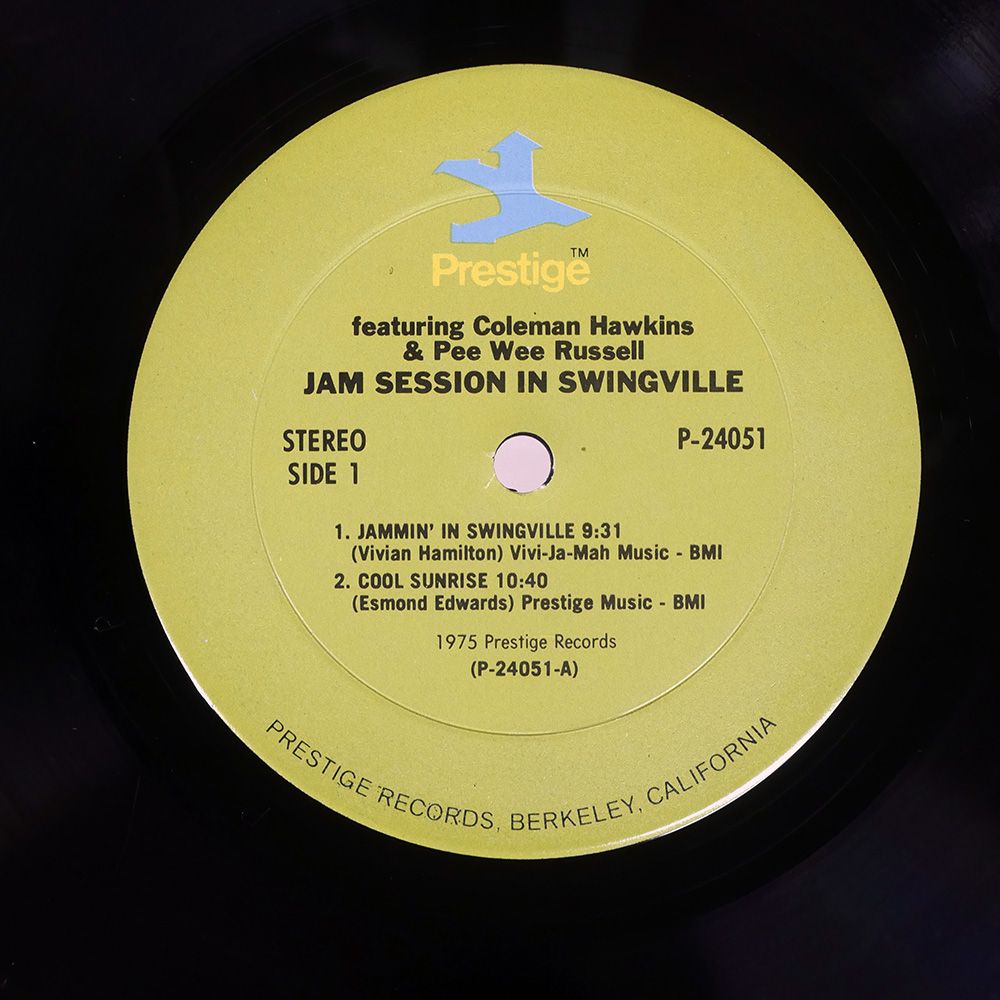 Prestige™
featuring Coleman Hawkins
& Pee Wee Russell
JAM SESSION IN SWINGVILLE
STEREO
SIDE 1
P-24051
1. JAMMIN' IN SWINGVILLE 9:31
(Vivian Hamilton) Vivi-Ja-Mah Music - BMI
2. COOL SUNRISE 10:40
(Esmond Edwards) Prestige Music - BMI
1975 Prestige Records
(P-24051-A)
PRESTIGE RECORDS, BERKELEY, CALIFORNIA